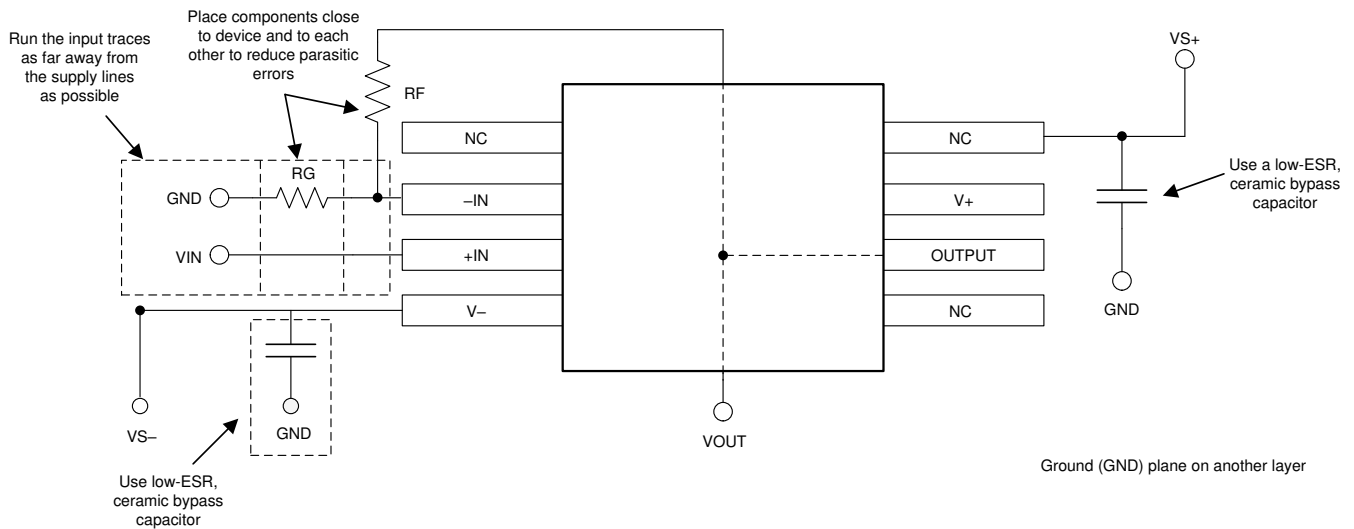 Run the input traces
as far away from
the supply lines
as possible
Place components close
to device and to each
other to reduce parasitic
errors
RF
VS+
NC
NC
Use a low-ESR,
ceramic bypass
capacitor
RG
GND
–IN
V+
VIN
+IN
OUTPUT
V–
NC
GND
VS–
GND
VOUT
Use low-ESR,
ceramic bypass
capacitor
Ground (GND) plane on another layer